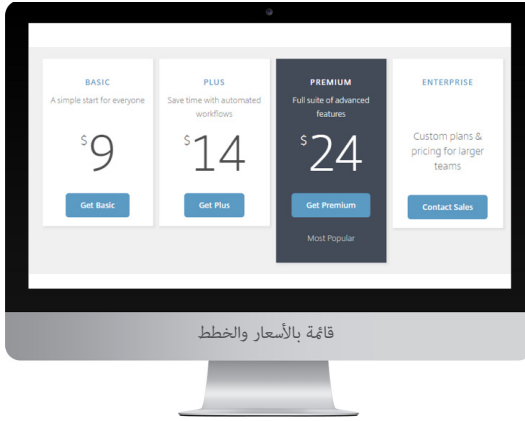 BASIC
A simple start for everyone
$9
Get Basic
PLUS
Save time with automated
workflows
$14
Get Plus
PREMIUM
Full suite of advanced
features
$24
Get Premium
Most Popular
ENTERPRISE
Custom plans &
pricing for larger
teams
Contact Sales
قائمة بالأسعار والخطط